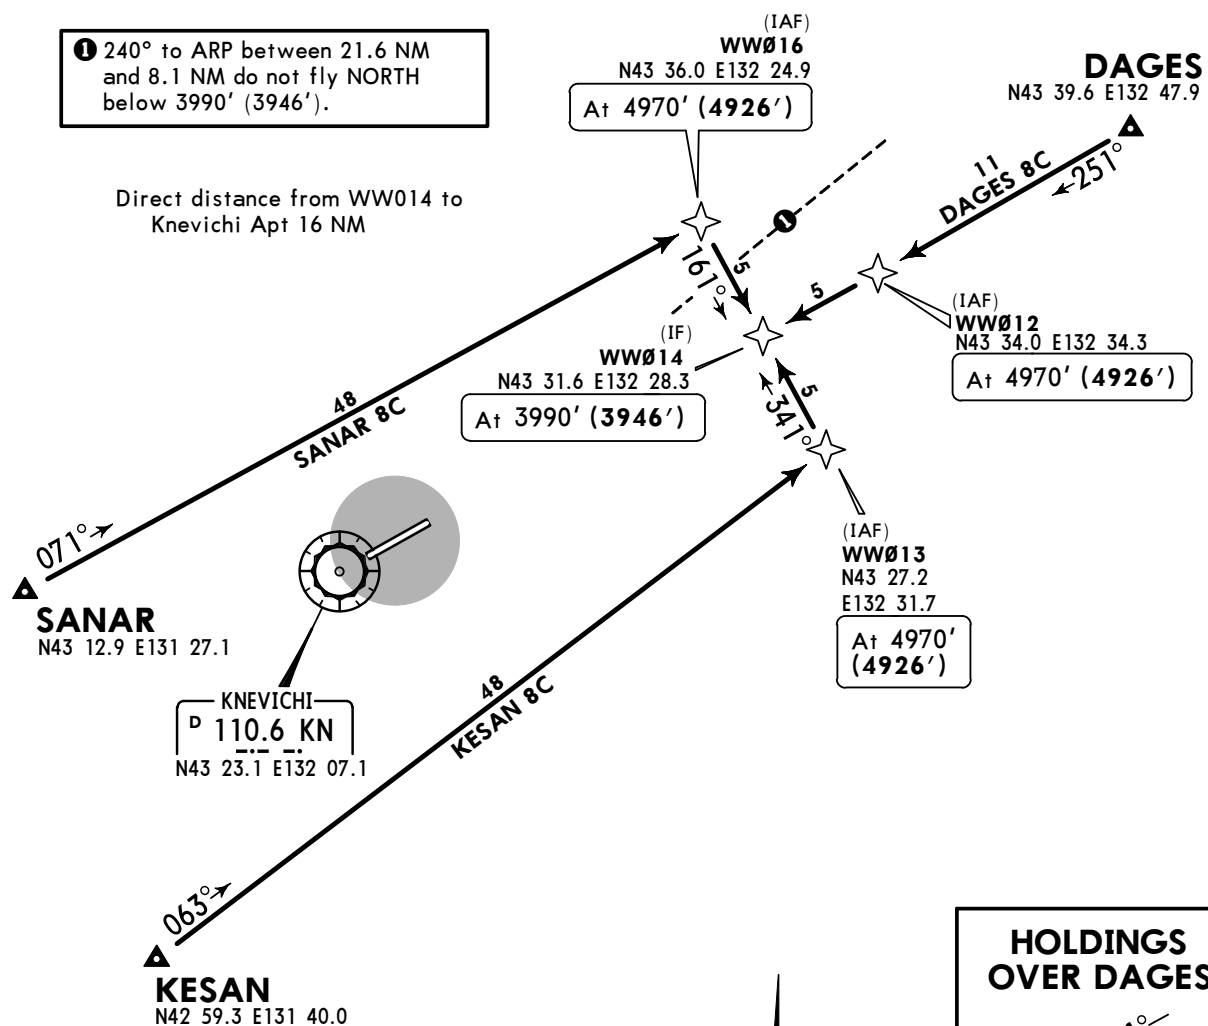 ❶ 240° to ARP between 21.6 NM
and 8.1 NM do not fly NORTH
below 3990' (3946').
Direct distance from WW014 to
Knevichi Apt 16 NM
(IAF)
WWØ16
N43 36.0 E132 24.9
At 4970' (4926')
DAGES
N43 39.6 E132 47.9
11
DAGES 8C
251°
❶
161°
5
5
(IAF)
WWØ12
N43 34.0 E132 34.3
At 4970' (4926')
(IF)
WWØ14
N43 31.6 E132 28.3
At 3990' (3946')
5
341°
48
SANAR 8C
071°
SANAR
N43 12.9 E131 27.1
(IAF)
WWØ13
N43 27.2
E132 31.7
At 4970'
(4926')
KNEVICHI
D 110.6 KN
N43 23.1 E132 07.1
48
KESAN 8C
063°
KESAN
N42 59.3 E131 40.0
HOLDINGS
OVER DAGES